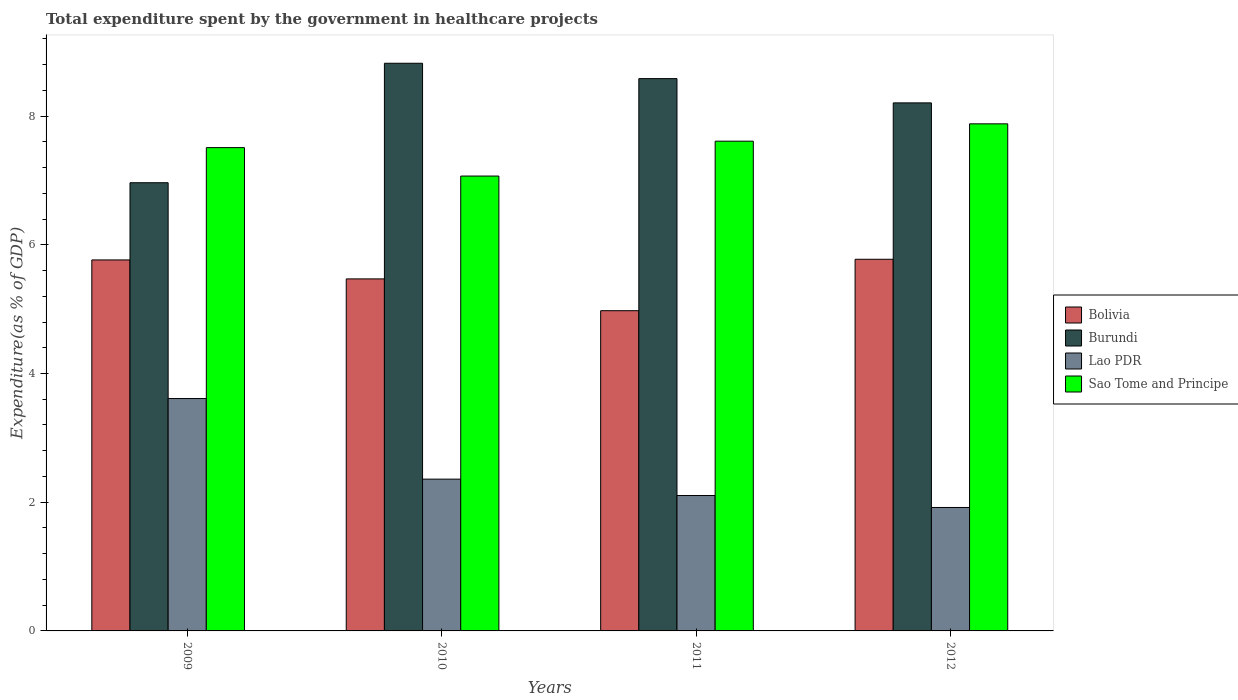 Total expenditure spent by the government in healthcare projects
Expenditure(as % of GDP)
8
6
4
2
0
2009
2010
2011
2012
Years
Bolivia
Burundi
Lao PDR
Sao Tome and Principe